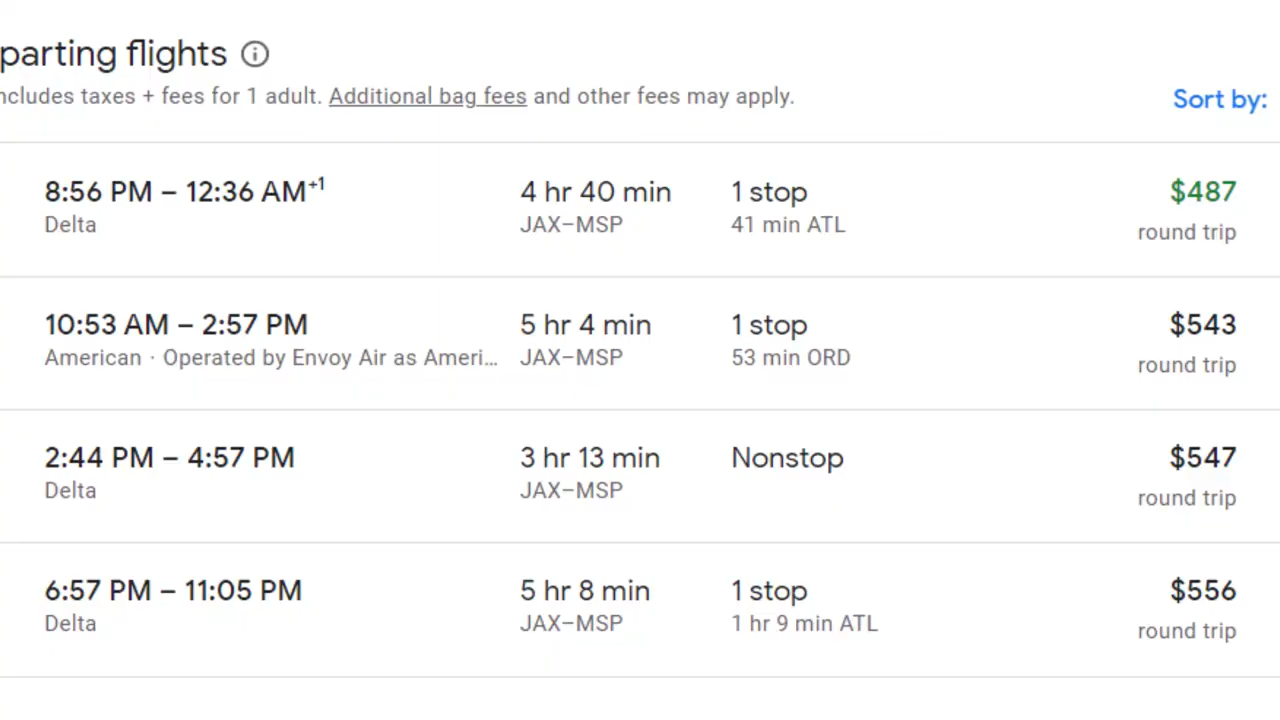 parting flights
ncludes taxes + fees for 1 adult. Additional bag fees and other fees may apply.
Sort by:
8:56 PM – 12:36 AM+1 4 hr 40 min 1 stop $487
Delta JAX–MSP 41 min ATL round trip
10:53 AM – 2:57 PM 5 hr 4 min 1 stop $543
American · Operated by Envoy Air as Ameri... JAX–MSP 53 min ORD round trip
2:44 PM – 4:57 PM 3 hr 13 min Nonstop $547
Delta JAX–MSP round trip
6:57 PM – 11:05 PM 5 hr 8 min 1 stop $556
Delta JAX–MSP 1 hr 9 min ATL round trip